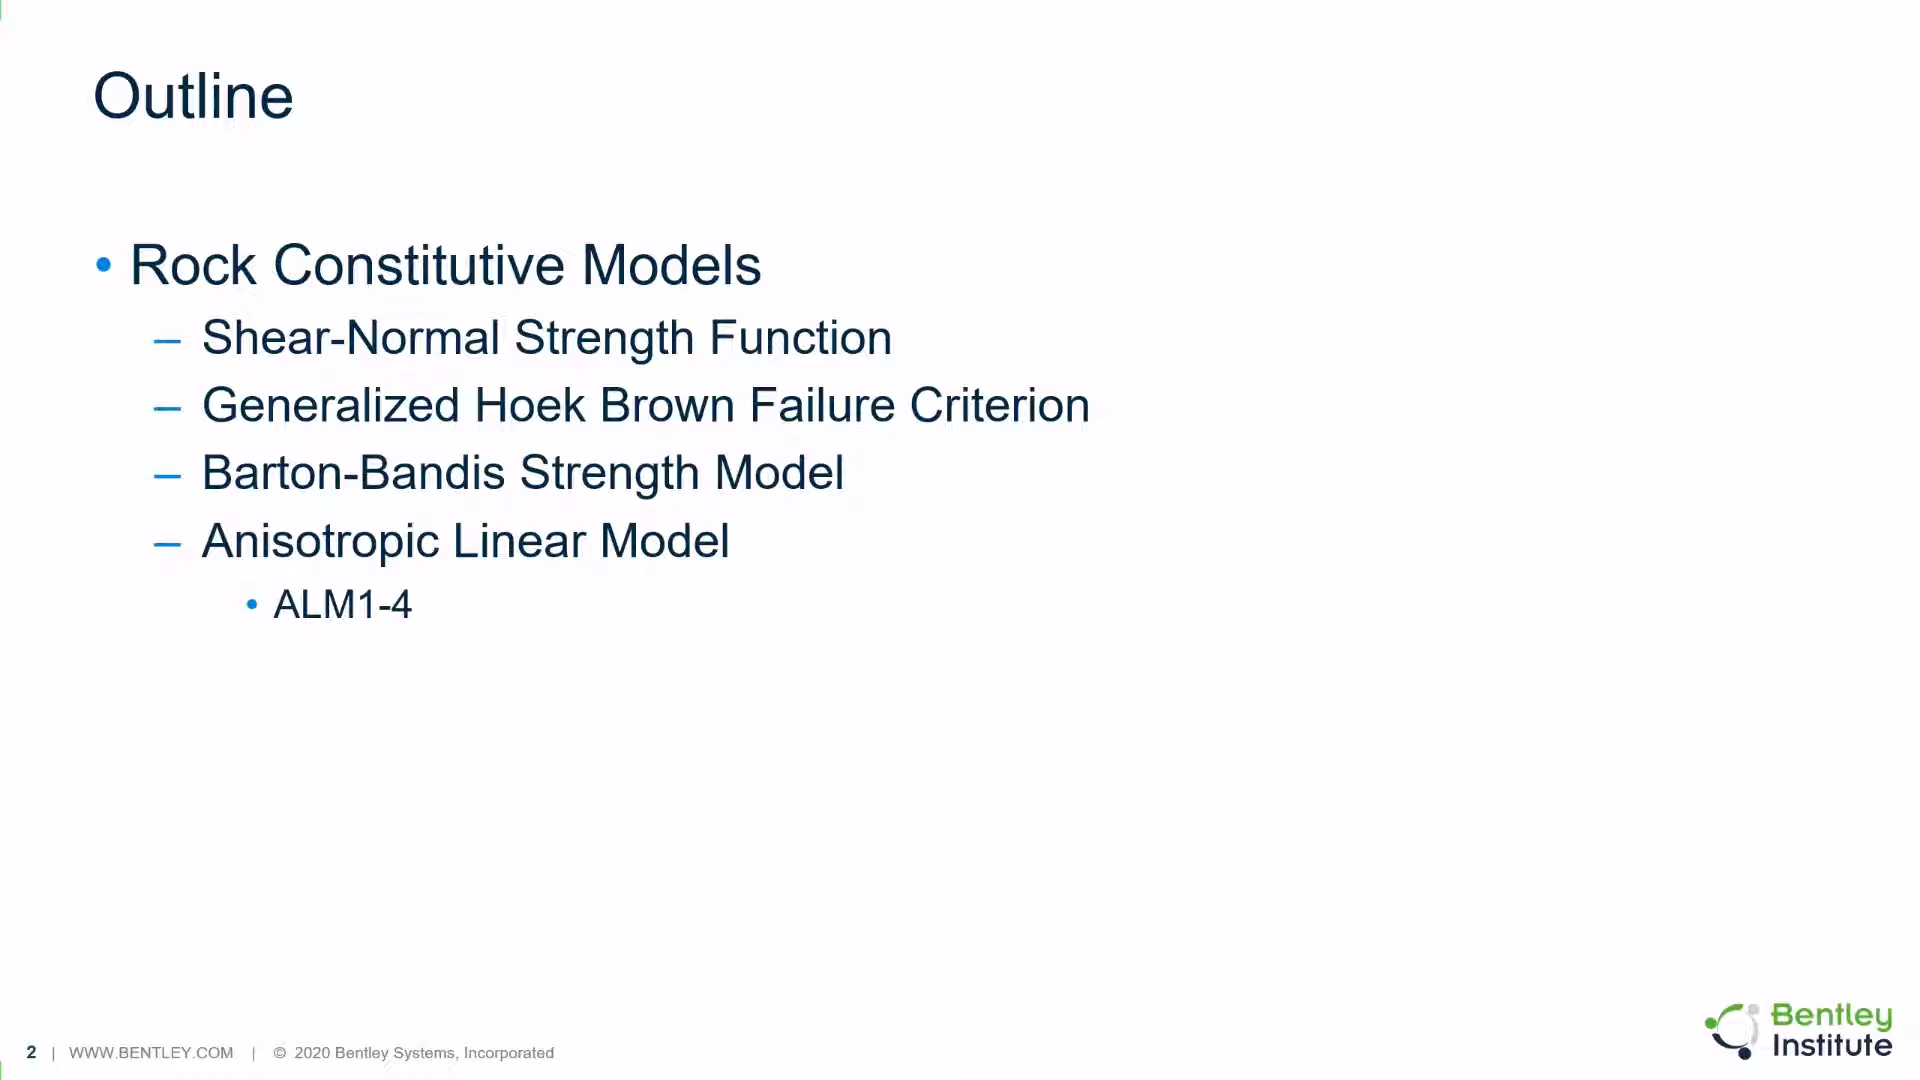 Outline
• Rock Constitutive Models
– Shear-Normal Strength Function
– Generalized Hoek Brown Failure Criterion
– Barton-Bandis Strength Model
– Anisotropic Linear Model
• ALM1-4
2 | WWW.BENTLEY.COM | © 2020 Bentley Systems, Incorporated
Bentley
Institute